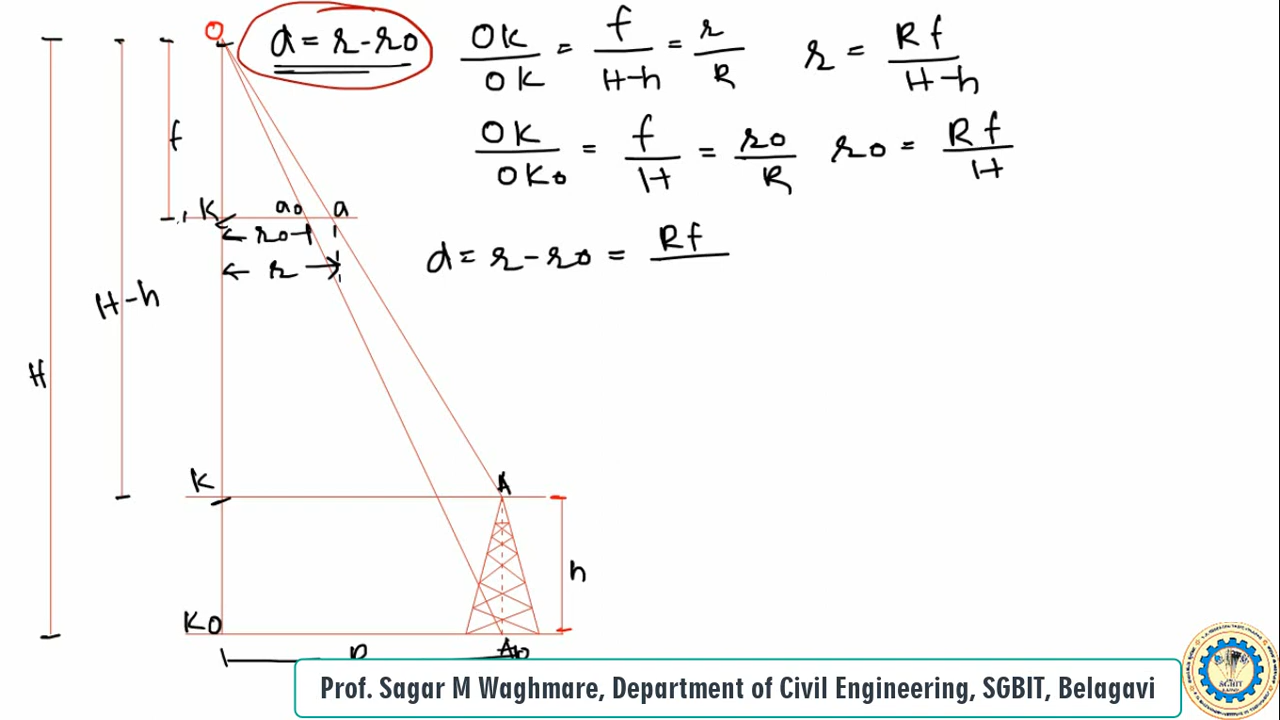 O
d = r - r0
OK / OK = f / H-h = r / R
r = Rf / H-h
OK / OK0 = f / H = r0 / R
r0 = Rf / H
d = r - r0 = Rf
f
K
a0
a
r0
r
H-h
H
K
A
h
K0
A0
R
Prof. Sagar M Waghmare, Department of Civil Engineering, SGBIT, Belagavi
SGBIT